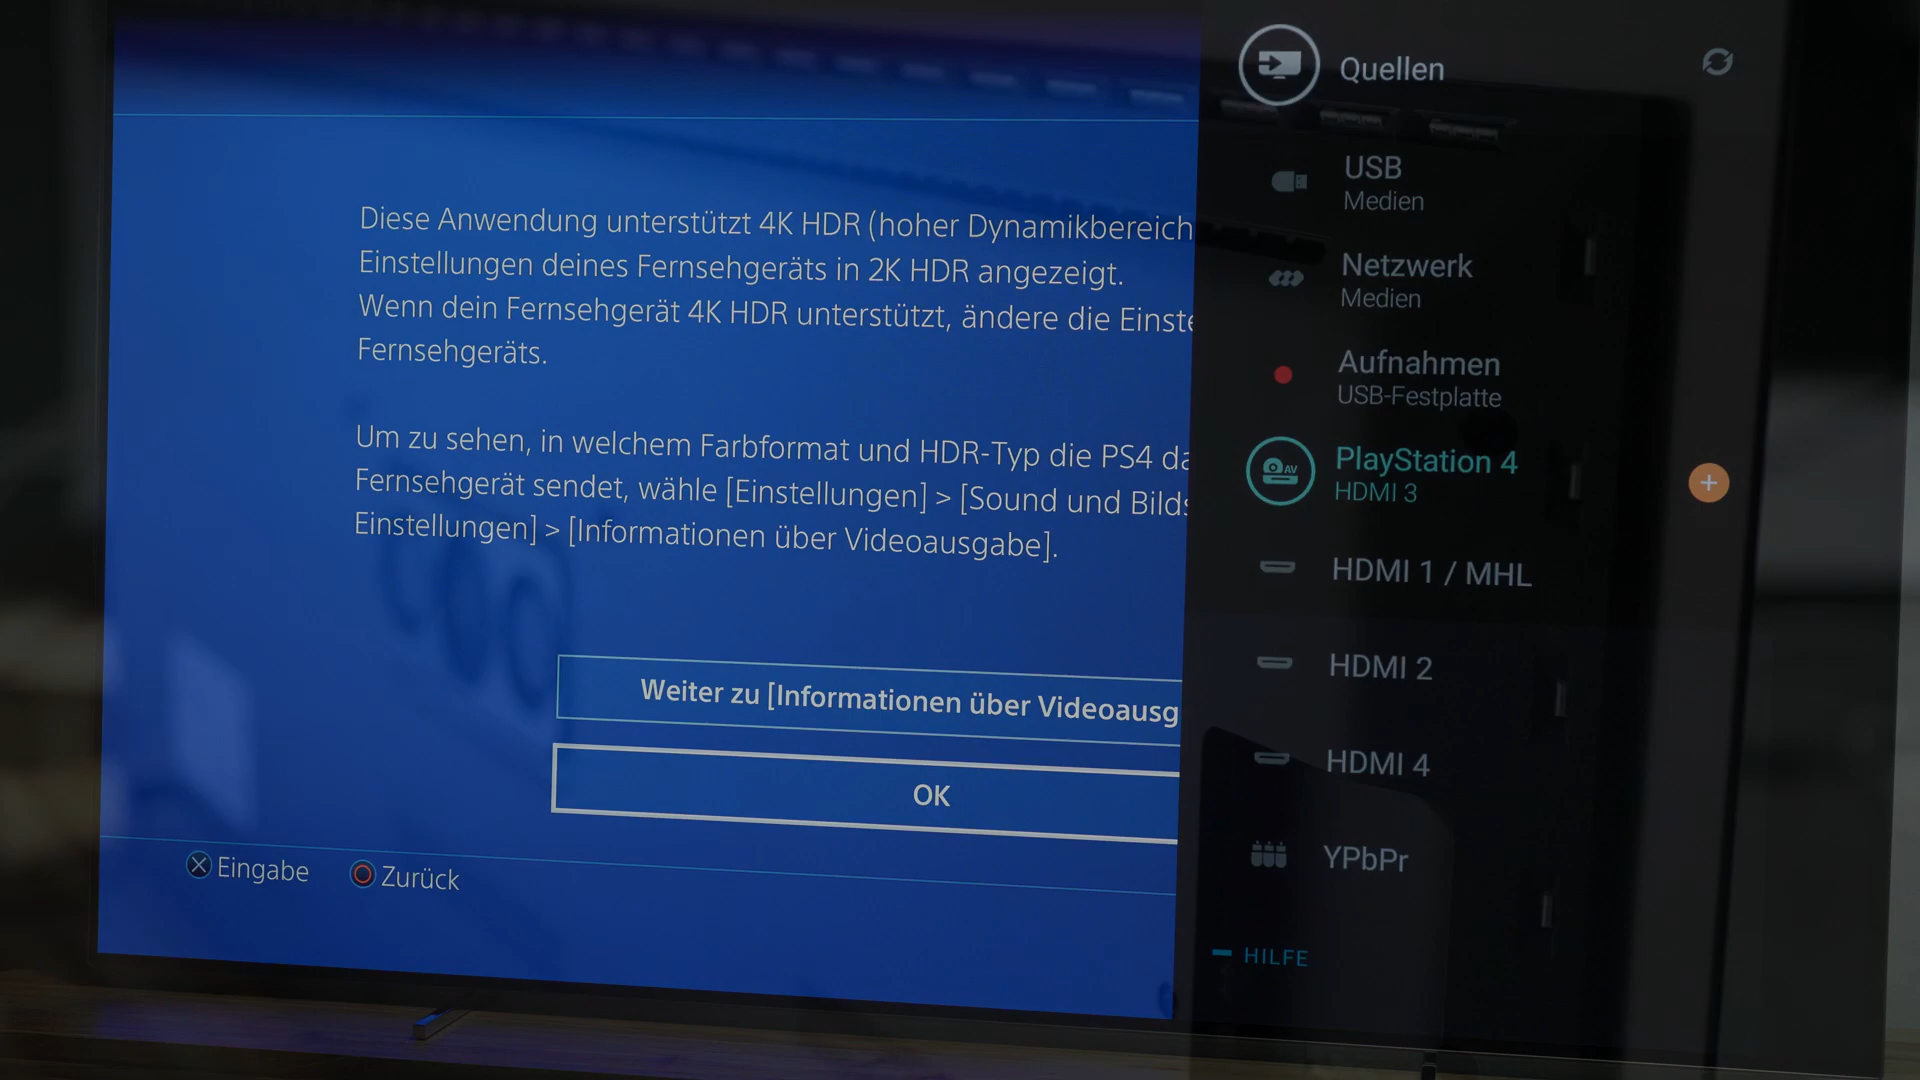 Diese Anwendung unterstützt 4K HDR (hoher Dynamikbereich
Einstellungen deines Fernsehgeräts in 2K HDR angezeigt.
Wenn dein Fernsehgerät 4K HDR unterstützt, ändere die Einste
Fernsehgeräts.
Um zu sehen, in welchem Farbformat und HDR-Typ die PS4 da
Fernsehgerät sendet, wähle [Einstellungen] > [Sound und Bilds
Einstellungen] > [Informationen über Videoausgabe].
Weiter zu [Informationen über Videoausg
OK
Eingabe
Zurück
Quellen
USB
Medien
Netzwerk
Medien
Aufnahmen
USB-Festplatte
AV
PlayStation 4
HDMI 3
HDMI 1 / MHL
HDMI 2
HDMI 4
YPbPr
HILFE